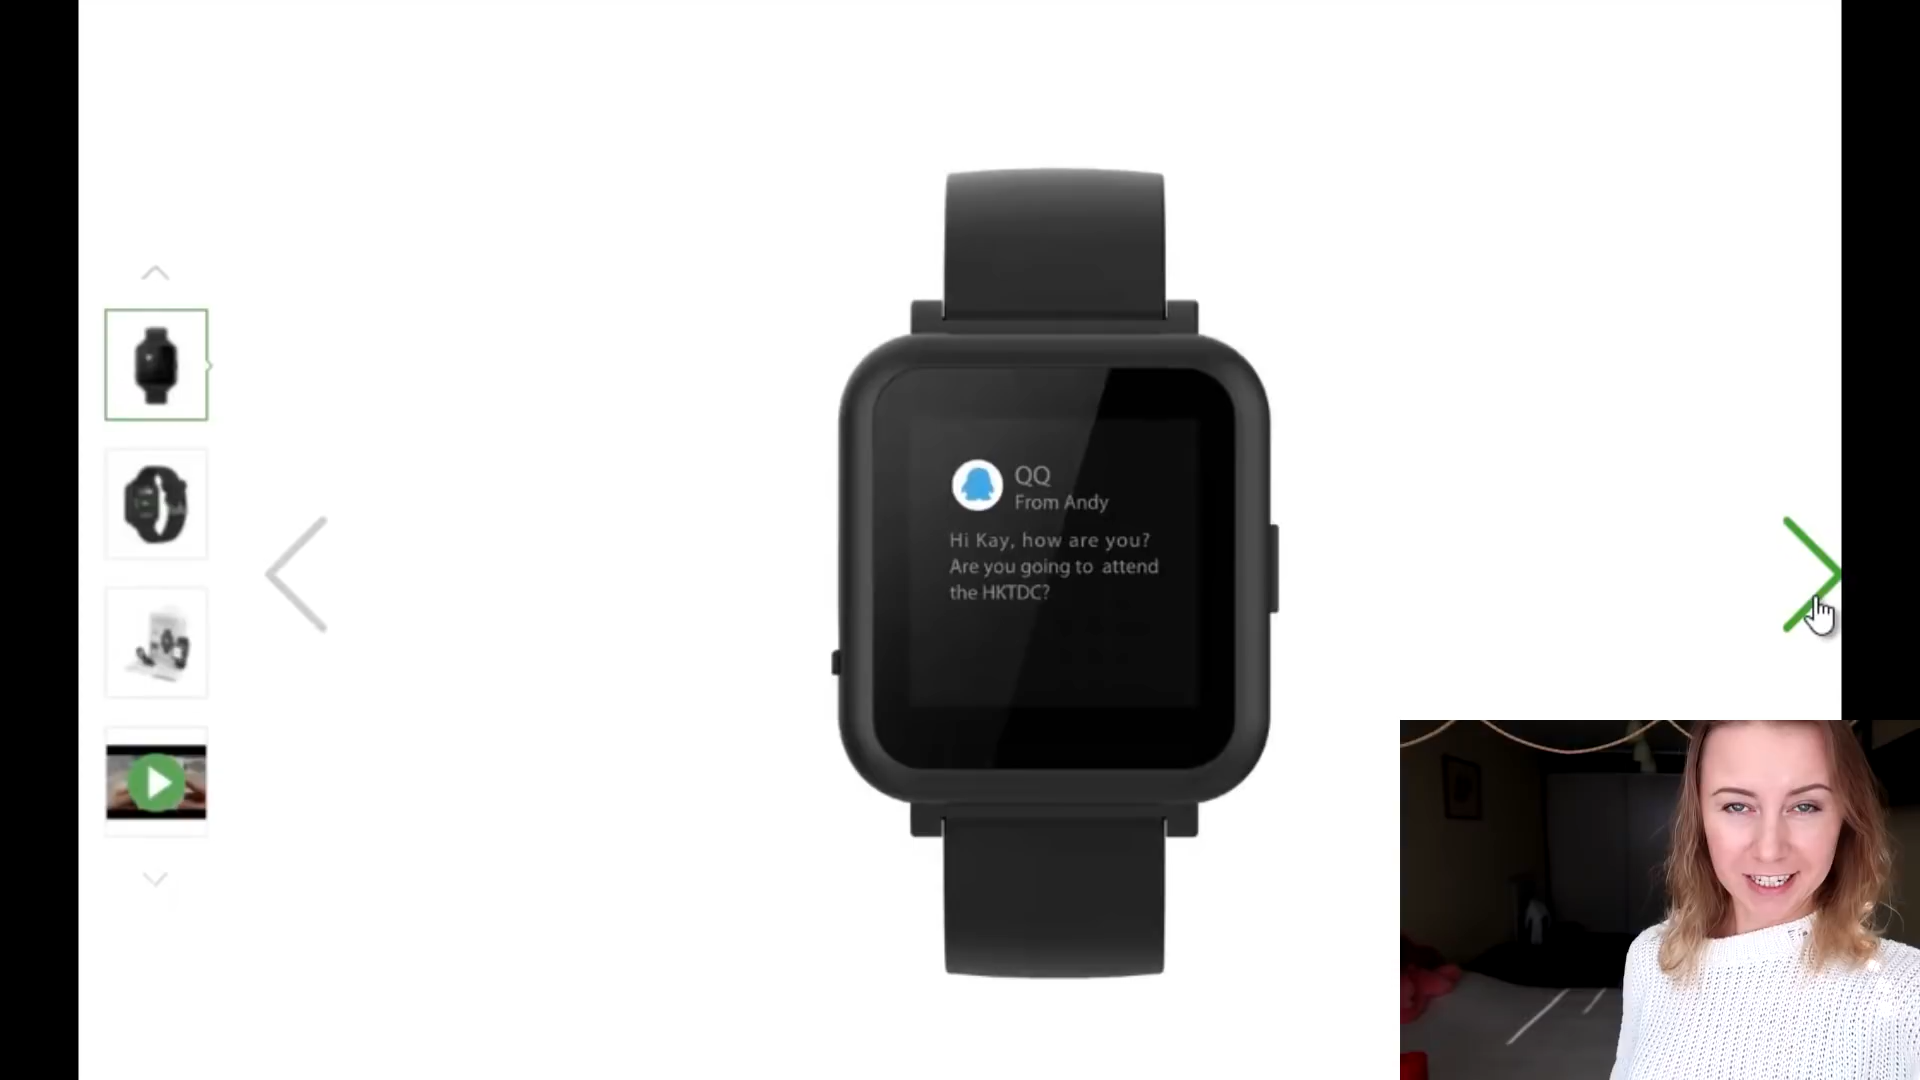 QQ
From Andy
Hi Kay, how are you?
Are you going to attend
the HKTDC?